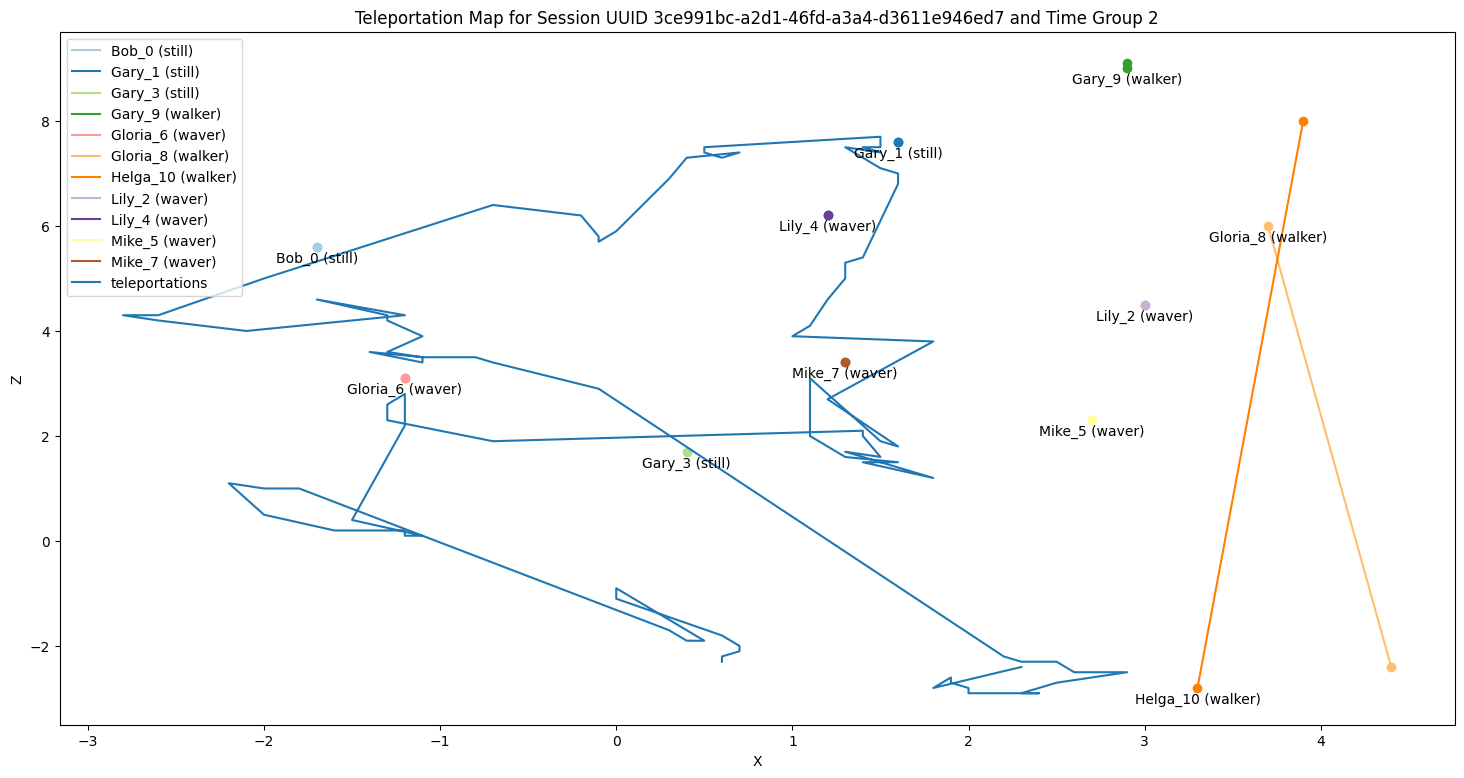 Teleportation Map for Session UUID 3ce991bc-a2d1-46fd-a3a4-d3611e946ed7 and Time Group 2
Bob_0 (still)
Gary_1 (still)
Gary_3 (still)
Gary_9 (walker)
Gloria_6 (waver)
Gloria_8 (walker)
Helga_10 (walker)
Lily_2 (waver)
Lily_4 (waver)
Mike_5 (waver)
Mike_7 (waver)
teleportations
Gary_9 (walker)
Gary_1 (still)
Lily_4 (waver)
Gloria_8 (walker)
Bob_0 (still)
Lily_2 (waver)
Mike_7 (waver)
Gloria_6 (waver)
Mike_5 (waver)
Gary_3 (still)
Helga_10 (walker)
8
6
4
2
0
−2
Z
−3
−2
−1
0
1
2
3
4
X